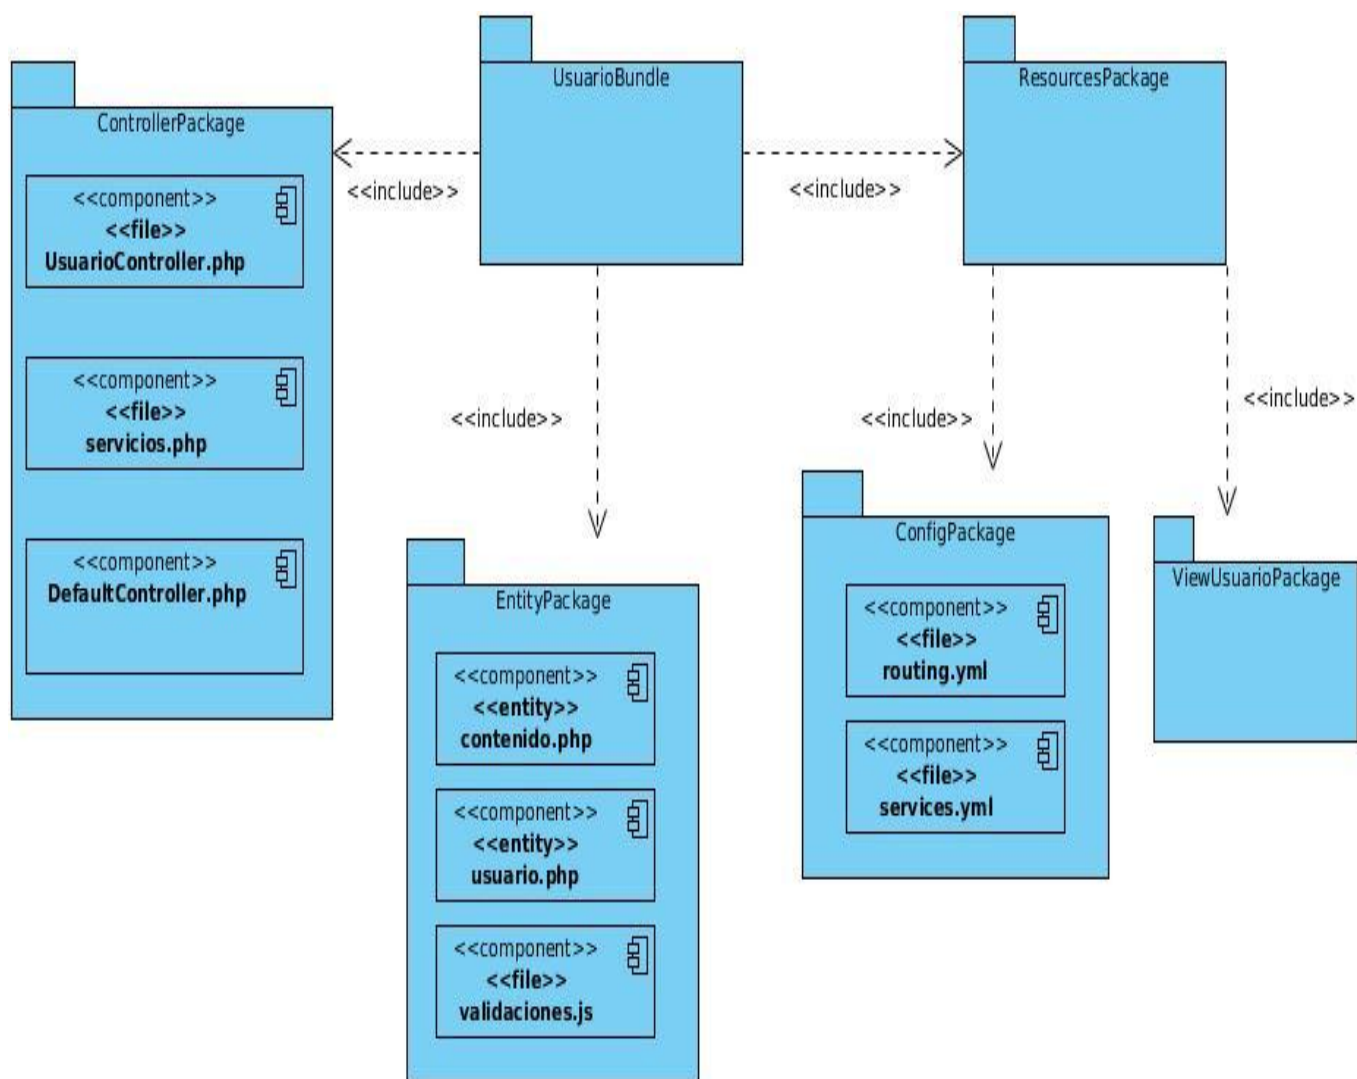 UsuarioBundle
ResourcesPackage
ControllerPackage
<<component>>
<<file>>
UsuarioController.php
<<component>>
<<file>>
servicios.php
<<component>>
DefaultController.php
<<include>>
<<include>>
<<include>>
<<include>>
<<include>>
EntityPackage
<<component>>
<<entity>>
contenido.php
<<component>>
<<entity>>
usuario.php
<<component>>
<<file>>
validaciones.js
ConfigPackage
<<component>>
<<file>>
routing.yml
<<component>>
<<file>>
services.yml
ViewUsuarioPackage